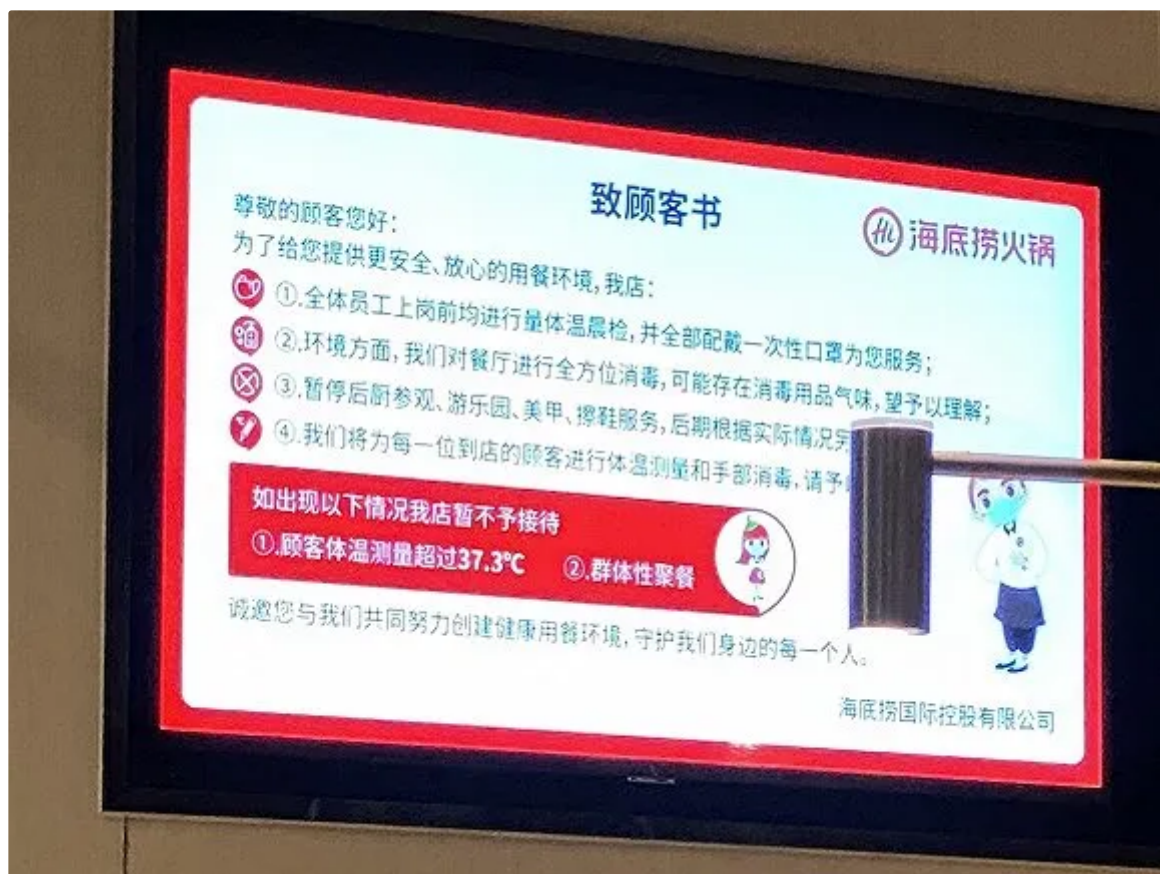 致顾客书
海底捞火锅
尊敬的顾客您好：
为了给您提供更安全、放心的用餐环境，我店：
①.全体员工上岗前均进行量体温晨检，并全部配戴一次性口罩为您服务；
②.环境方面，我们对餐厅进行全方位消毒，可能存在消毒用品气味，望予以理解；
③.暂停后厨参观、游乐园、美甲、擦鞋服务，后期根据实际情况
④.我们将为每一位到店的顾客进行体温测量和手部消毒，请予
如出现以下情况我店暂不予接待
①.顾客体温测量超过37.3℃ ②.群体性聚餐
诚邀您与我们共同努力创建健康用餐环境，守护我们身边的每一个人。
海底捞国际控股有限公司